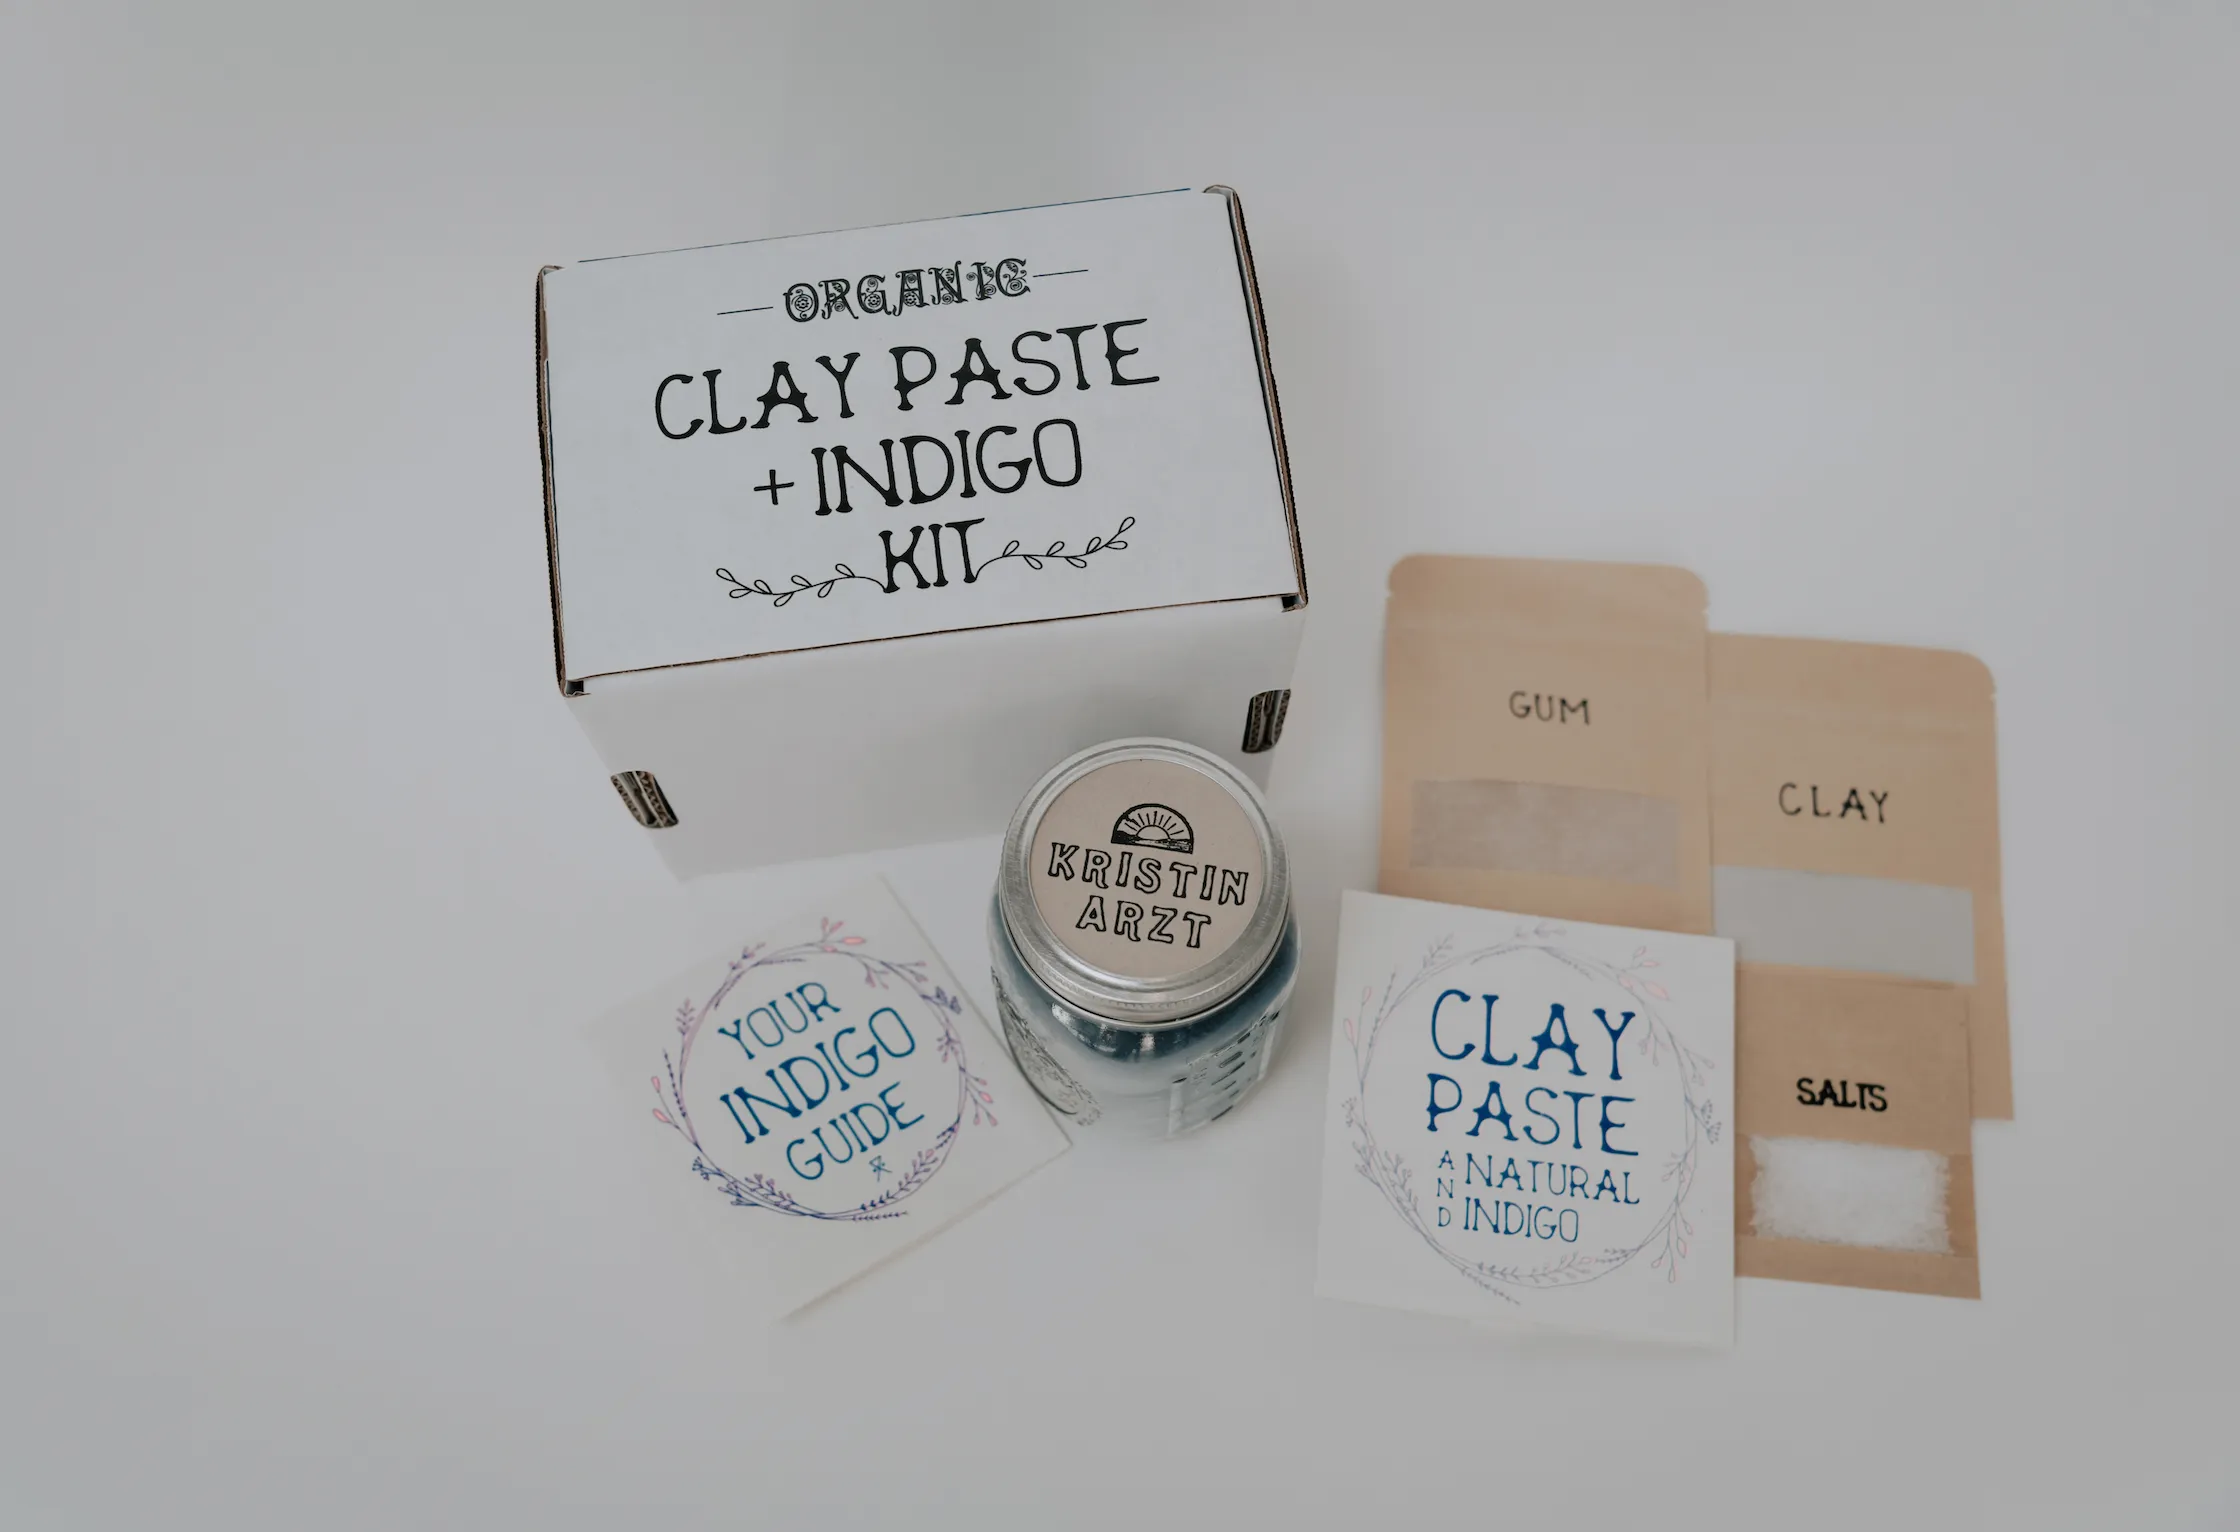 ORGANIC
CLAY PASTE
+ INDIGO
KIT
GUM
CLAY
KRISTIN
ARZT
YOUR
INDIGO
GUIDE
CLAY
PASTE
AND NATURAL
INDIGO
SALTS